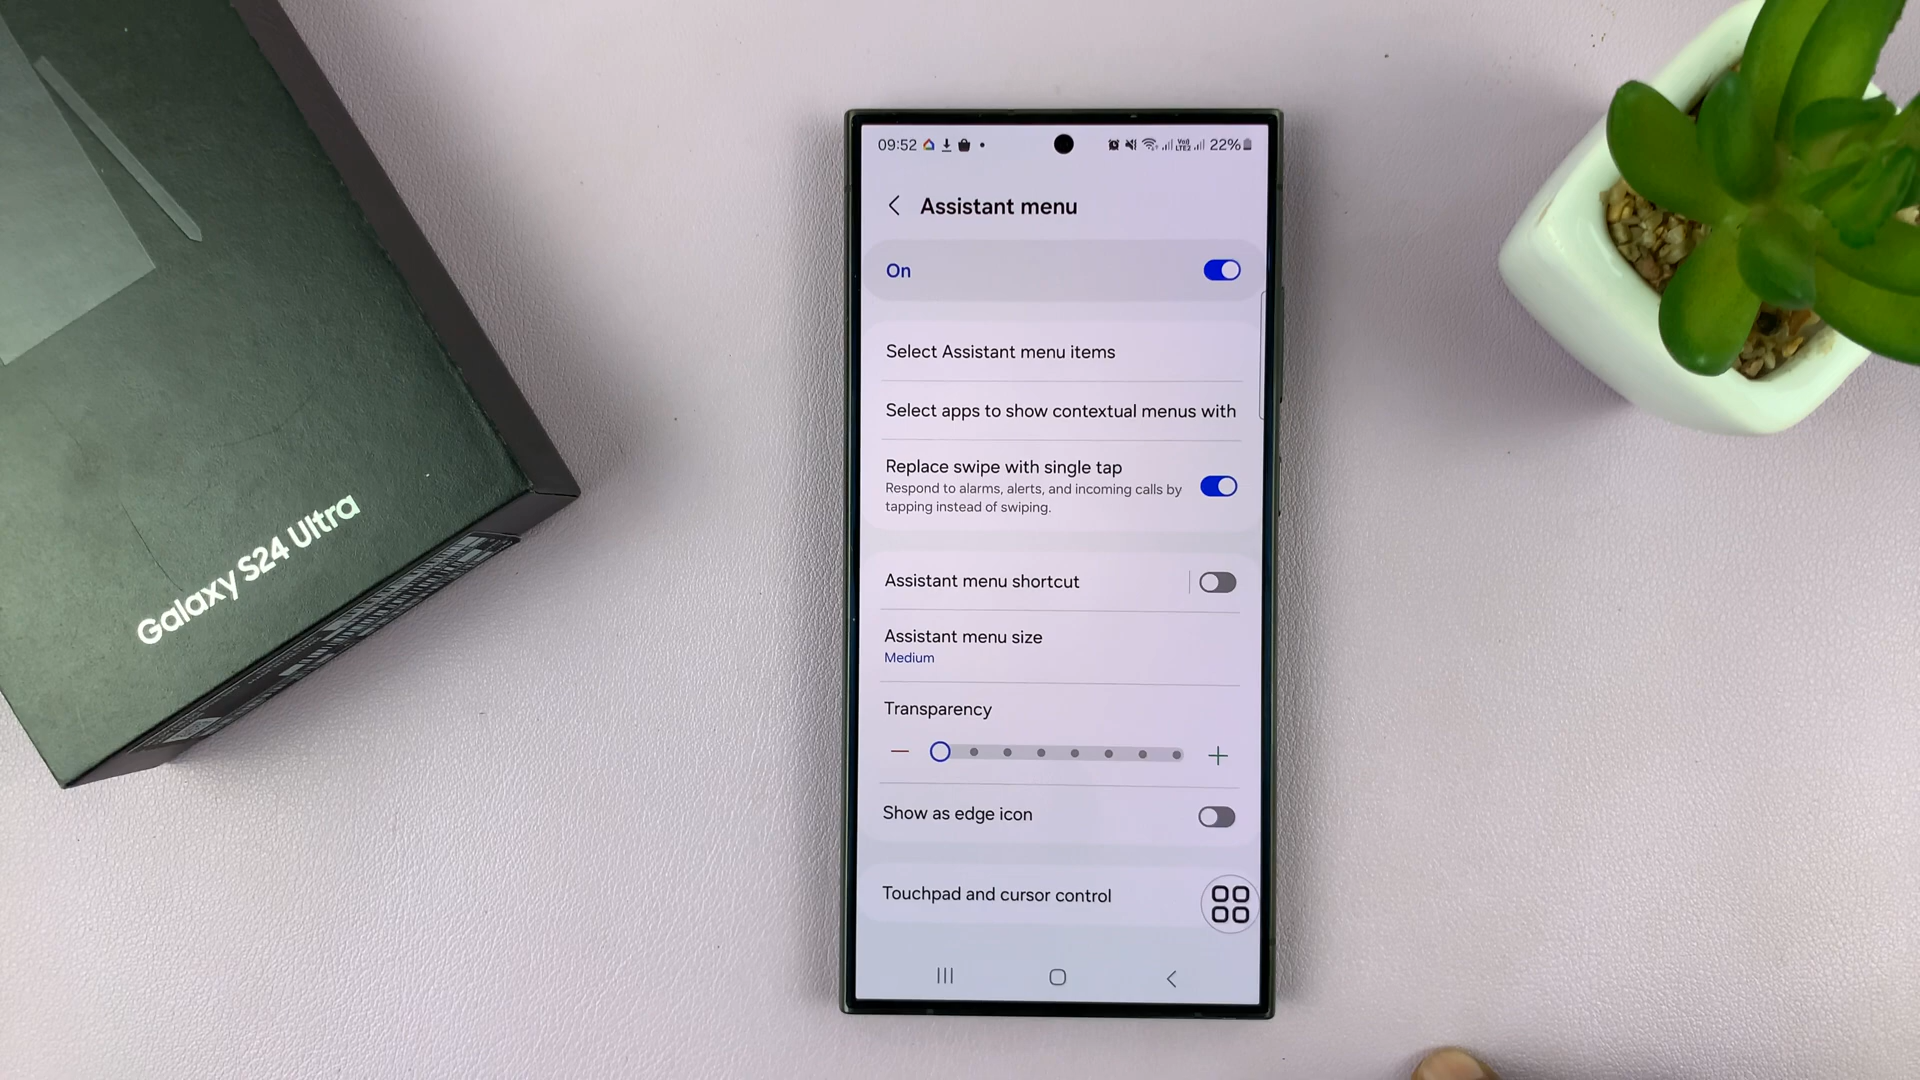 Galaxy S24 Ultra
09:52
22%
Assistant menu
On
Select Assistant menu items
Select apps to show contextual menus with
Replace swipe with single tap
Respond to alarms, alerts, and incoming calls by
tapping instead of swiping.
Assistant menu shortcut
Assistant menu size
Medium
Transparency
Show as edge icon
Touchpad and cursor control